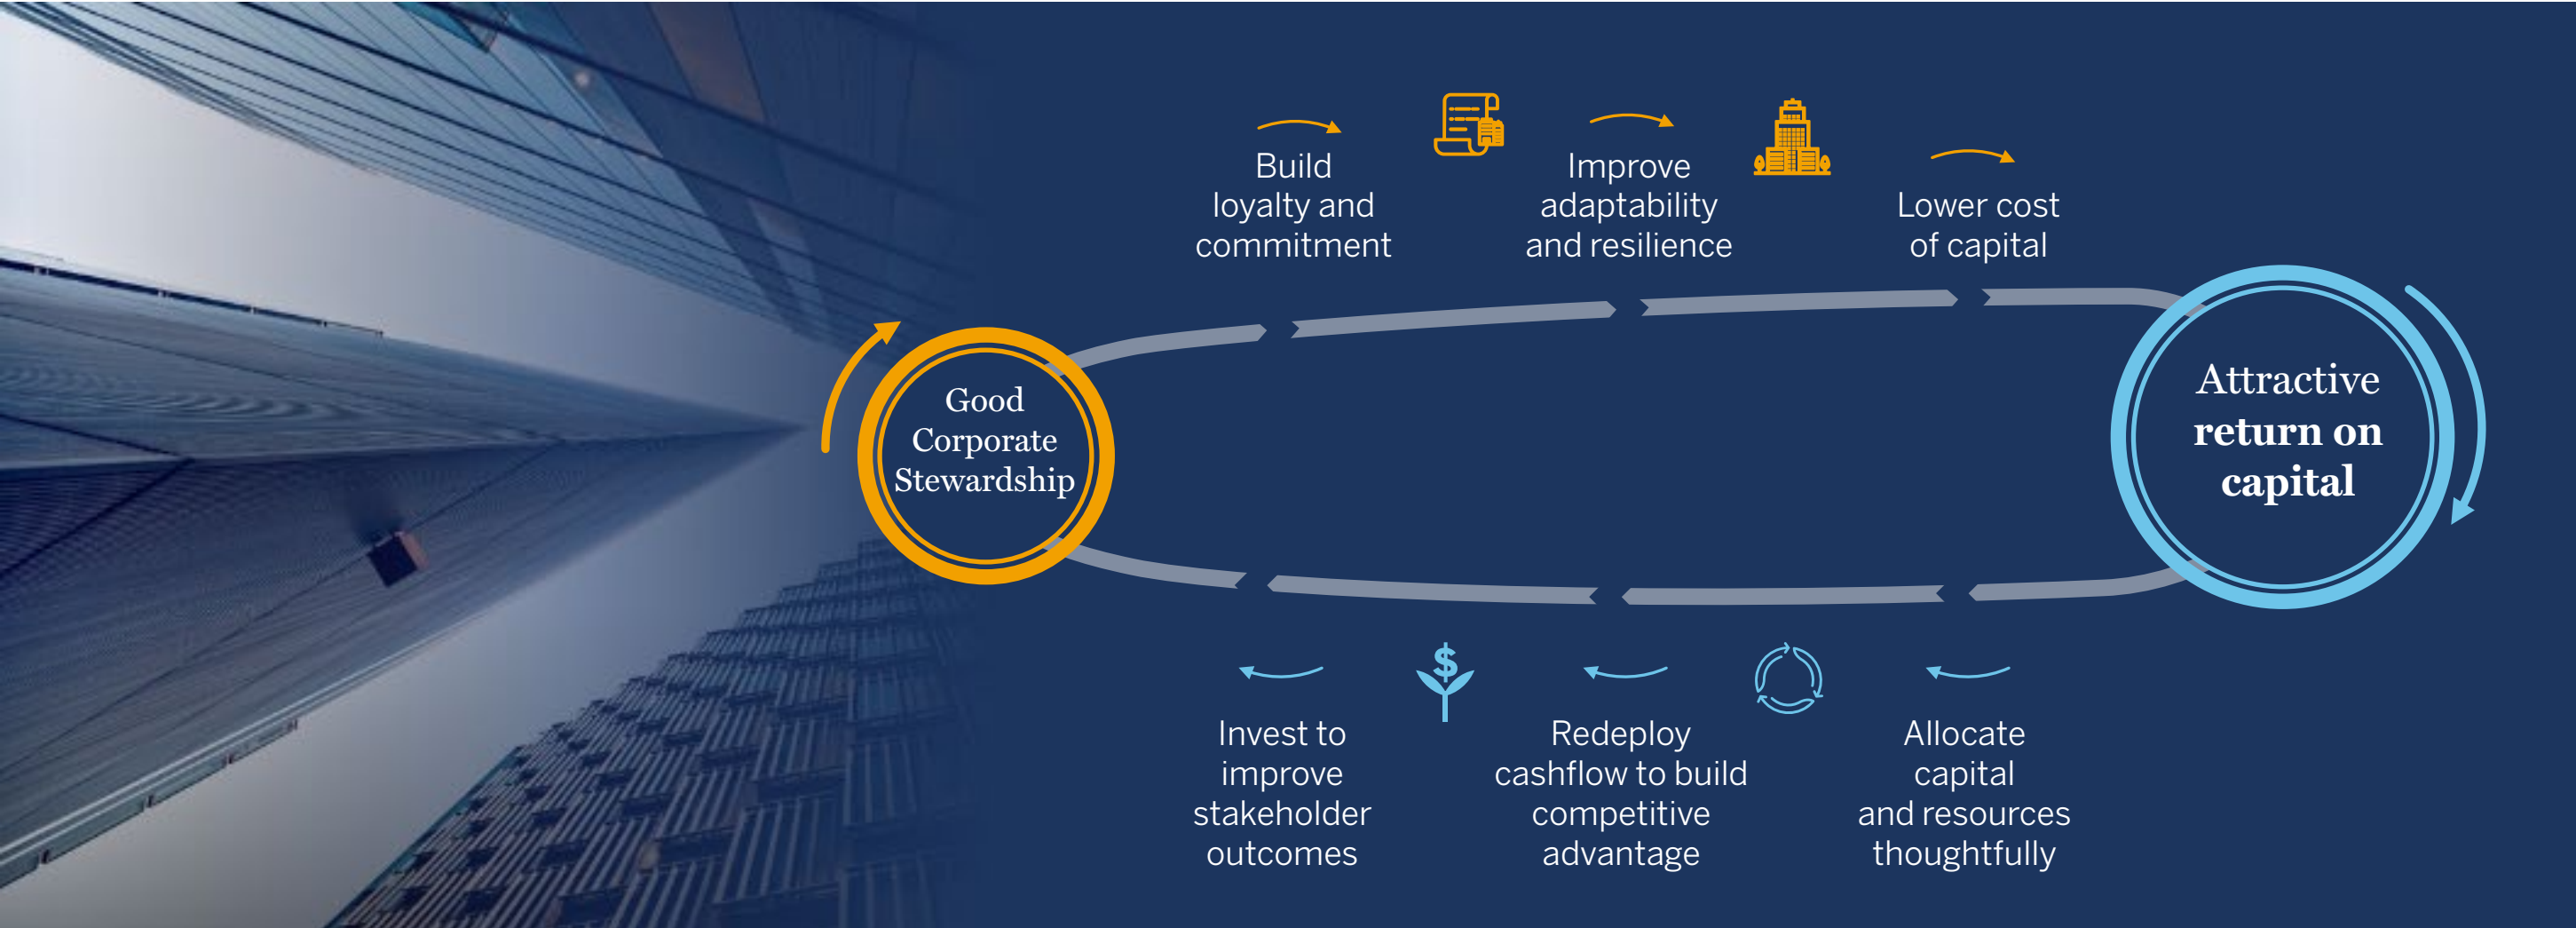 Build
loyalty and
commitment
Improve
adaptability
and resilience
Lower cost
of capital
Good
Corporate
Stewardship
Attractive
return on
capital
$
Invest to
improve
stakeholder
outcomes
Redeploy
cashflow to build
competitive
advantage
Allocate
capital
and resources
thoughtfully